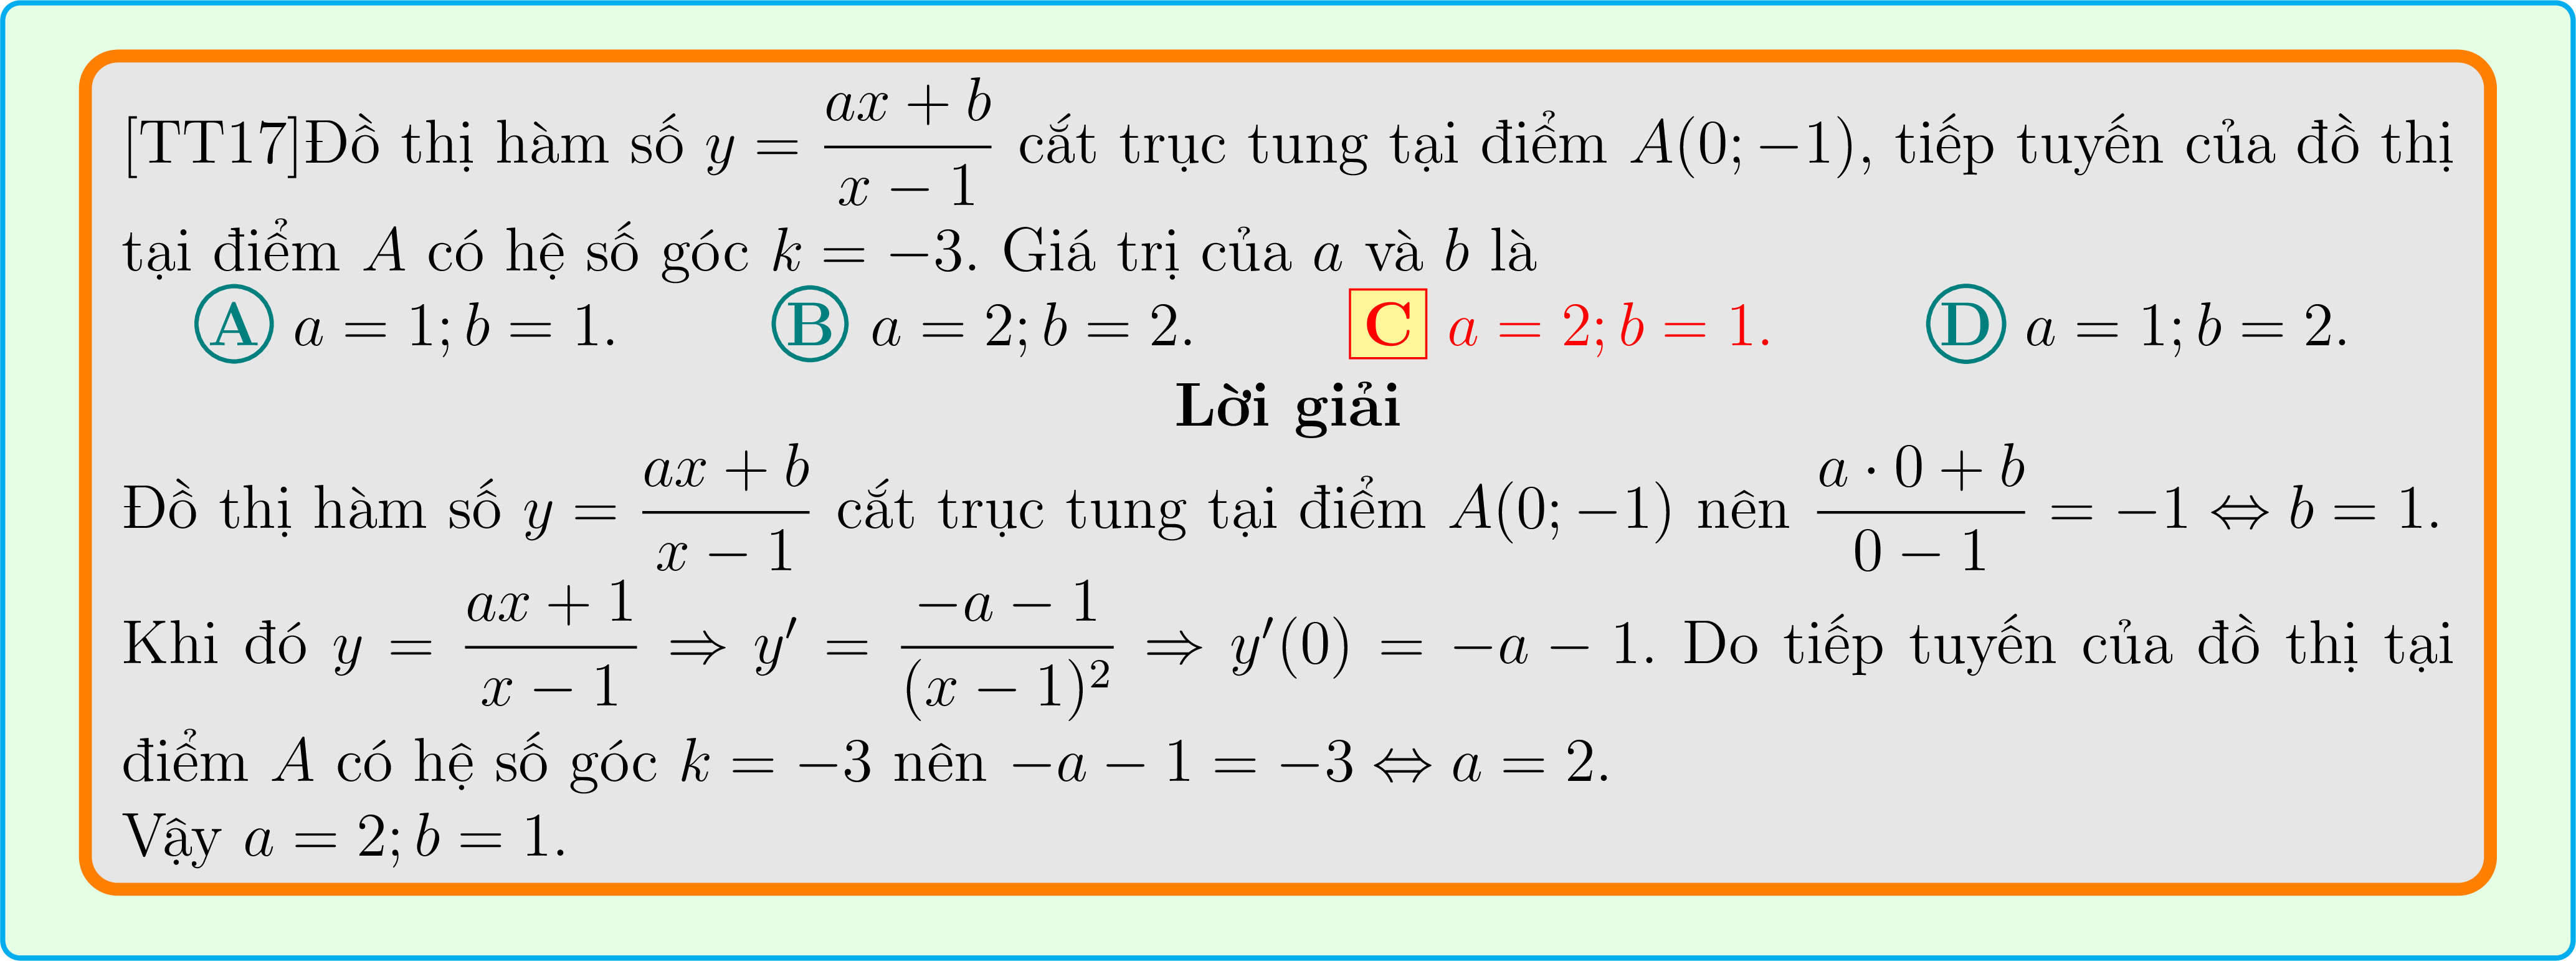 [TT17]Đồ thị hàm số $y = \dfrac{ax + b}{x - 1}$ cắt trục tung tại điểm $A(0; -1)$, tiếp tuyến của đồ thị
tại điểm $A$ có hệ số góc $k = -3$. Giá trị của $a$ và $b$ là
A $a = 1; b = 1$. B $a = 2; b = 2$. C $a = 2; b = 1$. D $a = 1; b = 2$.
Lời giải
Đồ thị hàm số $y = \dfrac{ax + b}{x - 1}$ cắt trục tung tại điểm $A(0; -1)$ nên $\dfrac{a \cdot 0 + b}{0 - 1} = -1 \Leftrightarrow b = 1$.
Khi đó $y = \dfrac{ax + 1}{x - 1} \Rightarrow y' = \dfrac{-a - 1}{(x - 1)^2} \Rightarrow y'(0) = -a - 1$. Do tiếp tuyến của đồ thị tại
điểm $A$ có hệ số góc $k = -3$ nên $-a - 1 = -3 \Leftrightarrow a = 2$.
Vậy $a = 2; b = 1$.